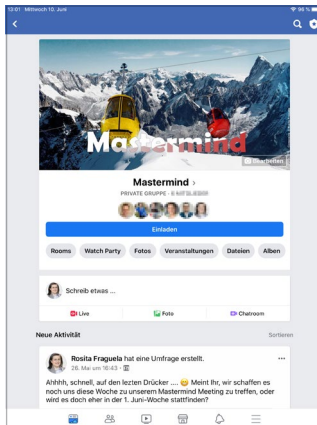 13:01 Mittwoch 10. Juni
96 %
Mastermind
Bearbeiten
Mastermind >
PRIVATE GRUPPE ·
Einladen
Rooms Watch Party Fotos Veranstaltungen Dateien Alben
Schreib etwas ...
Live Foto Chatroom
Neue Aktivität Sortieren
Rosita Fraguela hat eine Umfrage erstellt.
26. Mai um 16:43 ·
Ahhhh, schnell, auf den lezten Drücker .... 😀 Meint Ihr, wir schaffen es
noch uns diese Woche zu unserem Mastermind Meeting zu treffen, oder
wird es doch eher in der 1. Juni-Woche stattfinden?